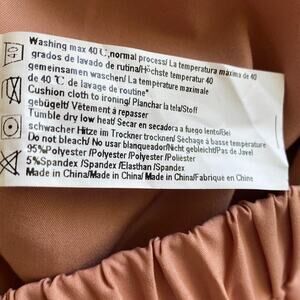 40
Washing max 40℃,normal process/ La temperatura máxima de 40
grados de lavado de rutina/Höchste temperatur 40
gemeinsamen waschen/ La temperature maximale
de 40 ℃ de lavage de routine"
Cushion cloth to ironing/ Planchar la tela/Stoff
gebügelt/ Vêtement à repasser
Tumble dry low heat/ Secar en secadora a fuego lento/Bei
schwacher Hitze im Trockner trocknen/ Séchage à basse température
Do not bleach/ No usar blanqueador/Nicht gebleicht/Pas de Javel
95%Polyester /Polyester /Polyester/Poliester
5%Spandex /Spandex /Elasthan /Spandex
Made in China/Made in China/ Made in China/Fabrique en Chine